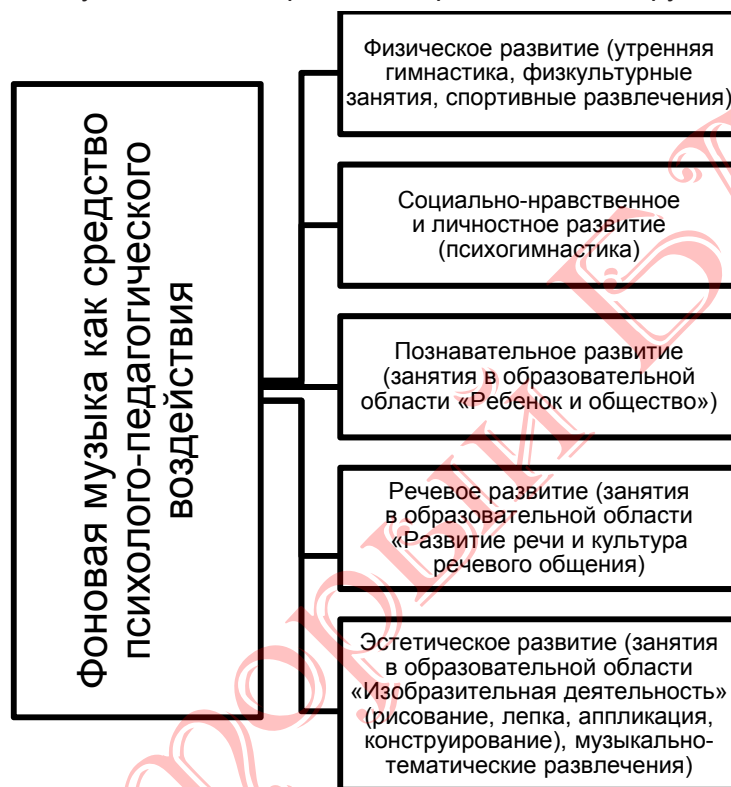 Фоновая музыка как средство
психолого-педагогического
воздействия
Физическое развитие (утренняя
гимнастика, физкультурные
занятия, спортивные развлечения)
Социально-нравственное
и личностное развитие
(психогимнастика)
Познавательное развитие
(занятия в образовательной
области «Ребенок и общество»)
Речевое развитие (занятия
в образовательной области
«Развитие речи и культура
речевого общения)
Эстетическое развитие (занятия
в образовательной области
«Изобразительная деятельность»
(рисование, лепка, аппликация,
конструирование), музыкально-
тематические развлечения)